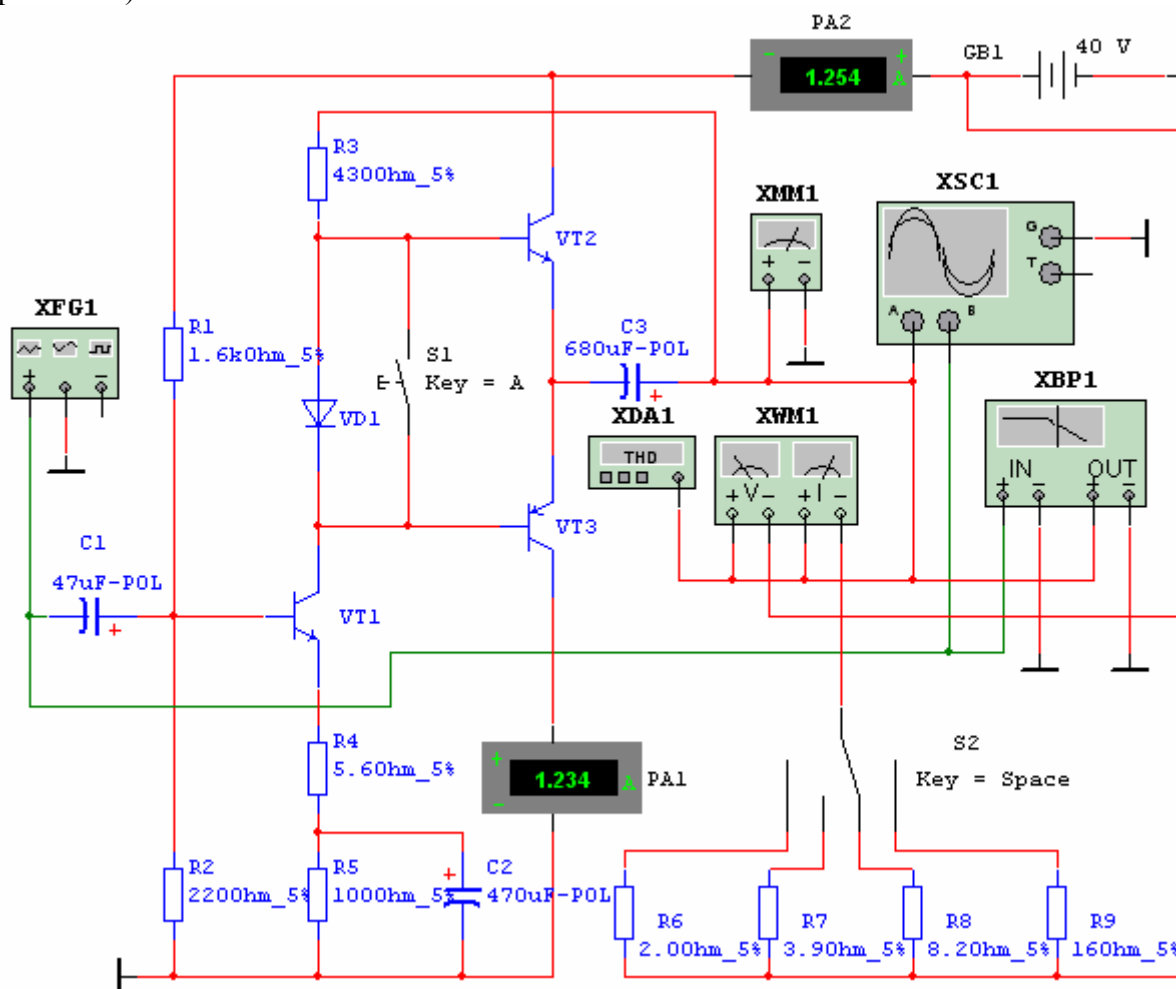 PA2
GB1 40 V
- + A
1.254
R3
430Ohm_5%
XMM1
XSC1
+ -
VT2
G
T
XFG1
A B
R1
1.6kOhm_5%
+ -
C3
680uF-POL
+
S1
E Key = A
XBP1
XDA1
XWM1
VD1
THD
IN OUT
+V- +I-
+ - + -
VT3
C1
47uF-POL
+
VT1
R4
5.6Ohm_5%
S2
Key = Space
+ A
1.234
-
PA1
R2
220Ohm_5%
R5
100Ohm_5%
+
C2
470uF-POL
R6
2.0Ohm_5%
R7
3.9Ohm_5%
R8
8.2Ohm_5%
R9
16Ohm_5%